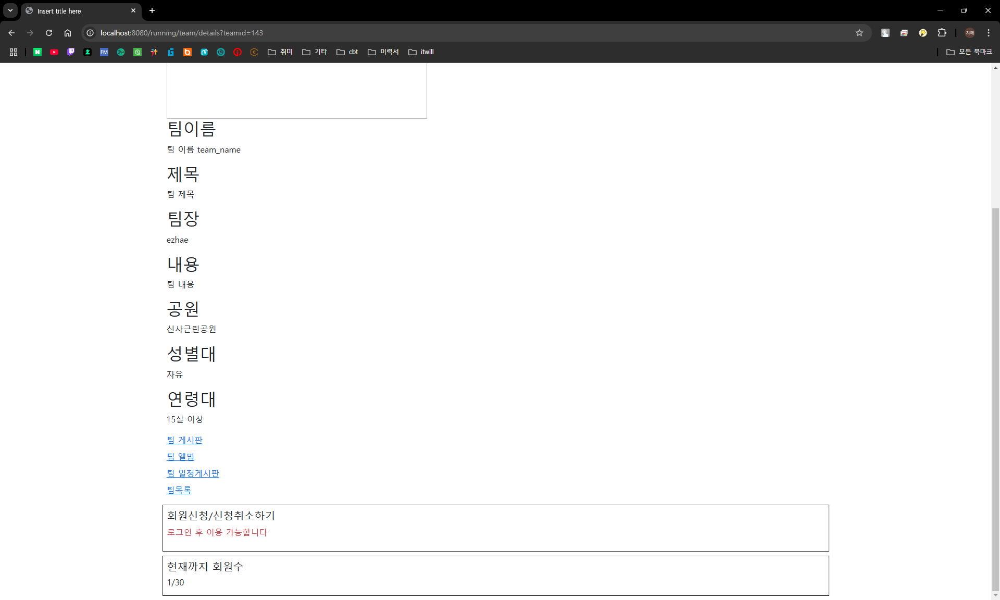 Insert title here
localhost:8080/running/team/details?teamid=143
지해
FM
취미
기타
cbt
이력서
itwill
모든 북마크
팀이름
팀 이름 team_name
제목
팀 제목
팀장
ezhae
내용
팀 내용
공원
신사근린공원
성별대
자유
연령대
15살 이상
팀 게시판
팀 앨범
팀 일정게시판
팀목록
회원신청/신청취소하기
로그인 후 이용 가능합니다
현재까지 회원수
1/30